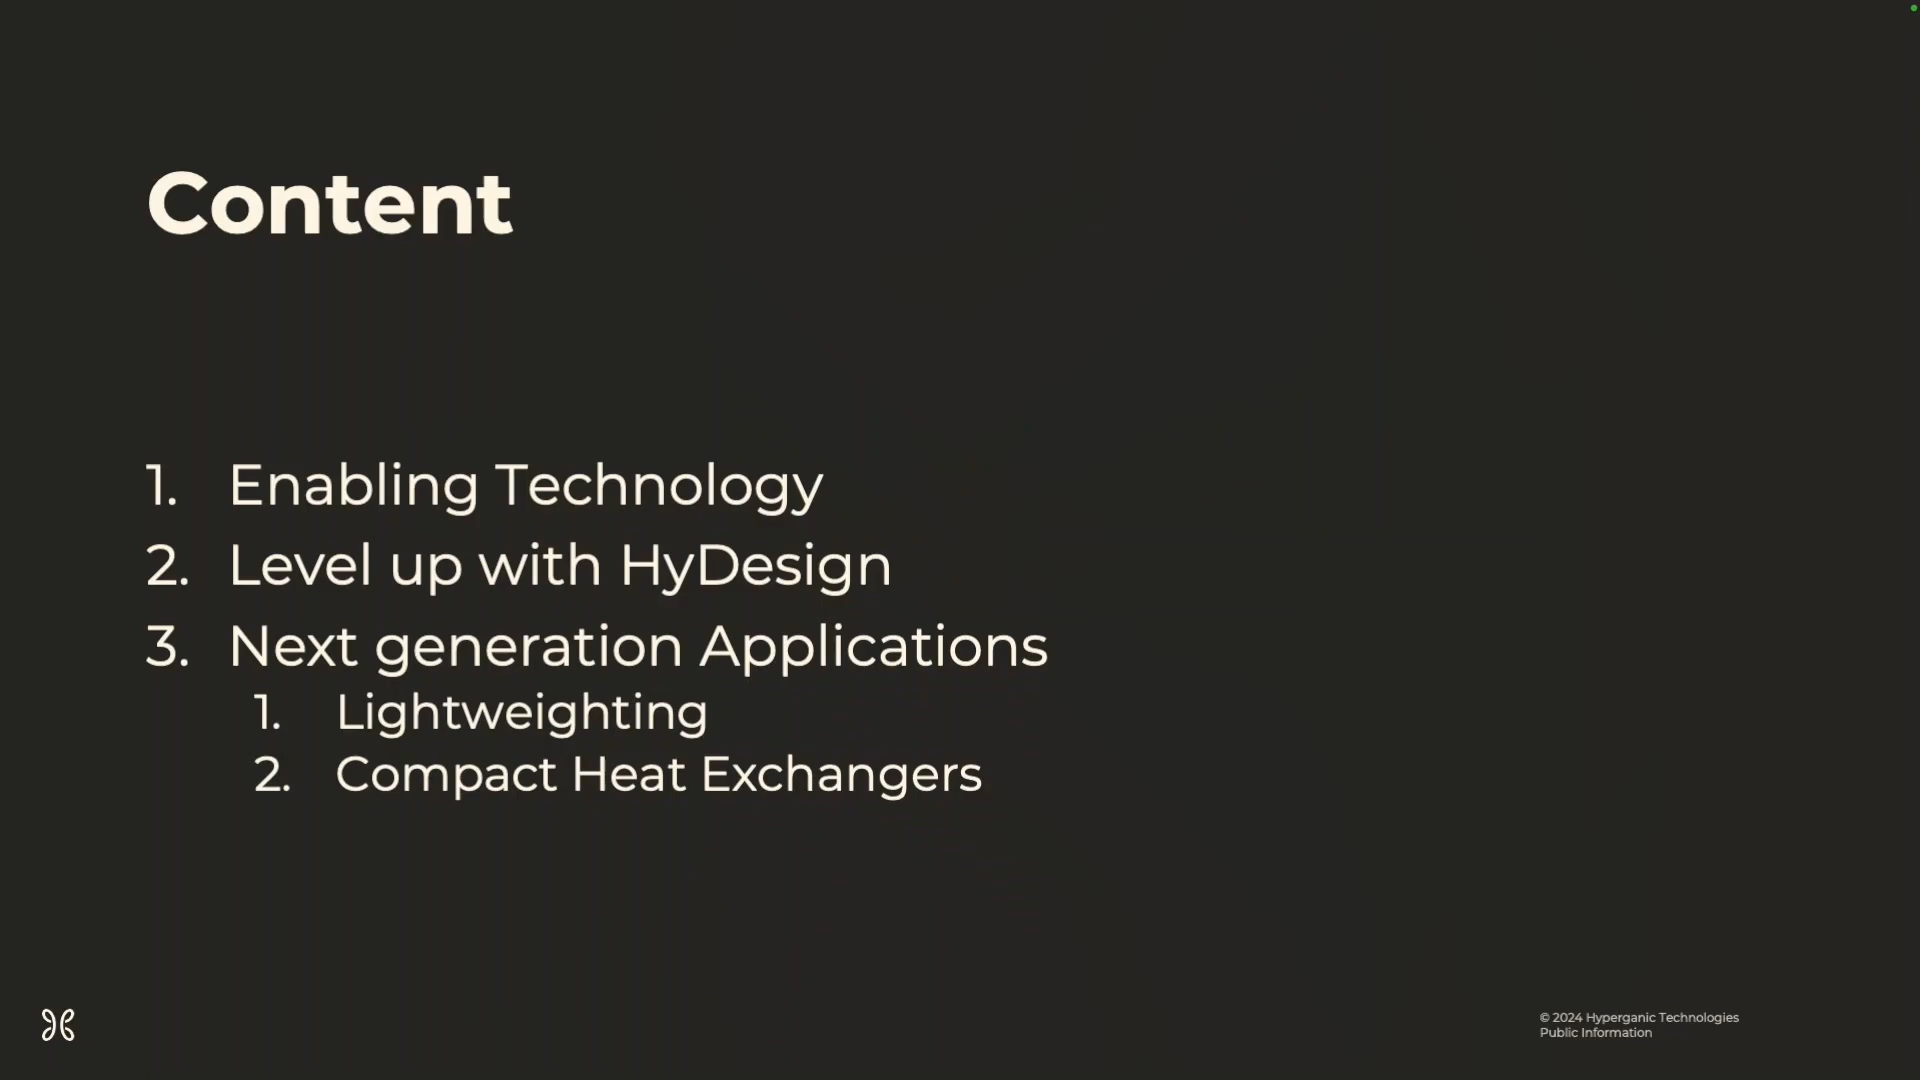 Content
1. Enabling Technology
2. Level up with HyDesign
3. Next generation Applications
1. Lightweighting
2. Compact Heat Exchangers
© 2024 Hyperganic Technologies
Public Information